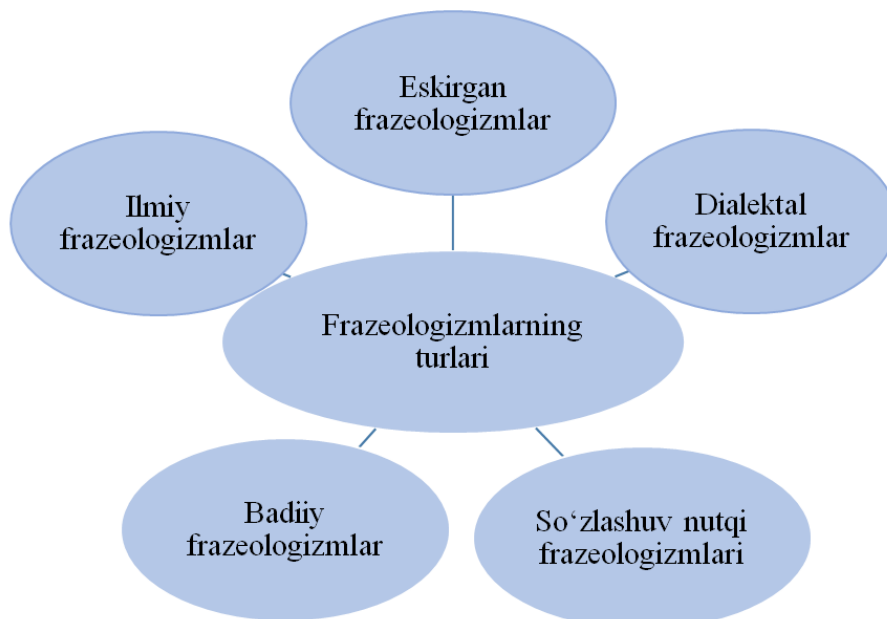 Eskirgan
frazeologizmlar
Ilmiy
frazeologizmlar
Dialektal
frazeologizmlar
Frazeologizmlarning
turlari
Badiiy
frazeologizmlar
So‘zlashuv nutqi
frazeologizmlari